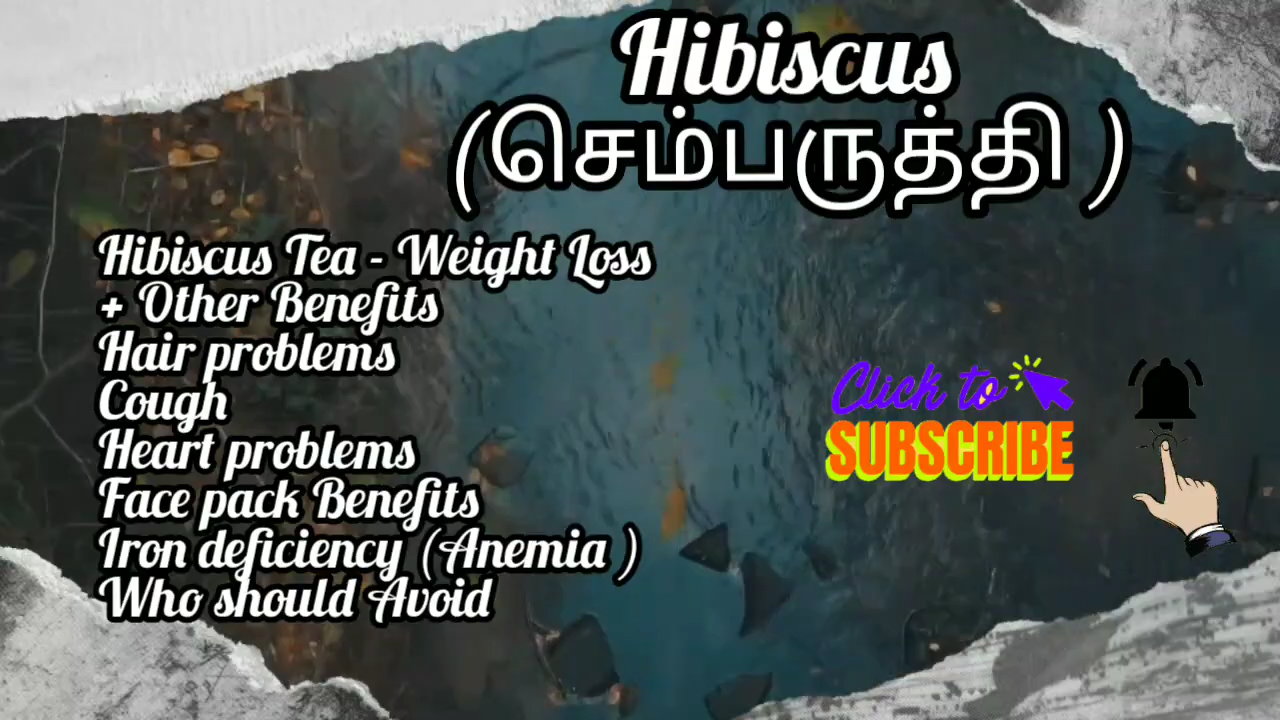 Hibiscus
(செம்பருத்தி )
Hibiscus Tea - Weight Loss
+ Other Benefits
Hair problems
Cough
Heart problems
Face pack Benefits
Iron deficiency (Anemia )
Who should Avoid
Click to
SUBSCRIBE